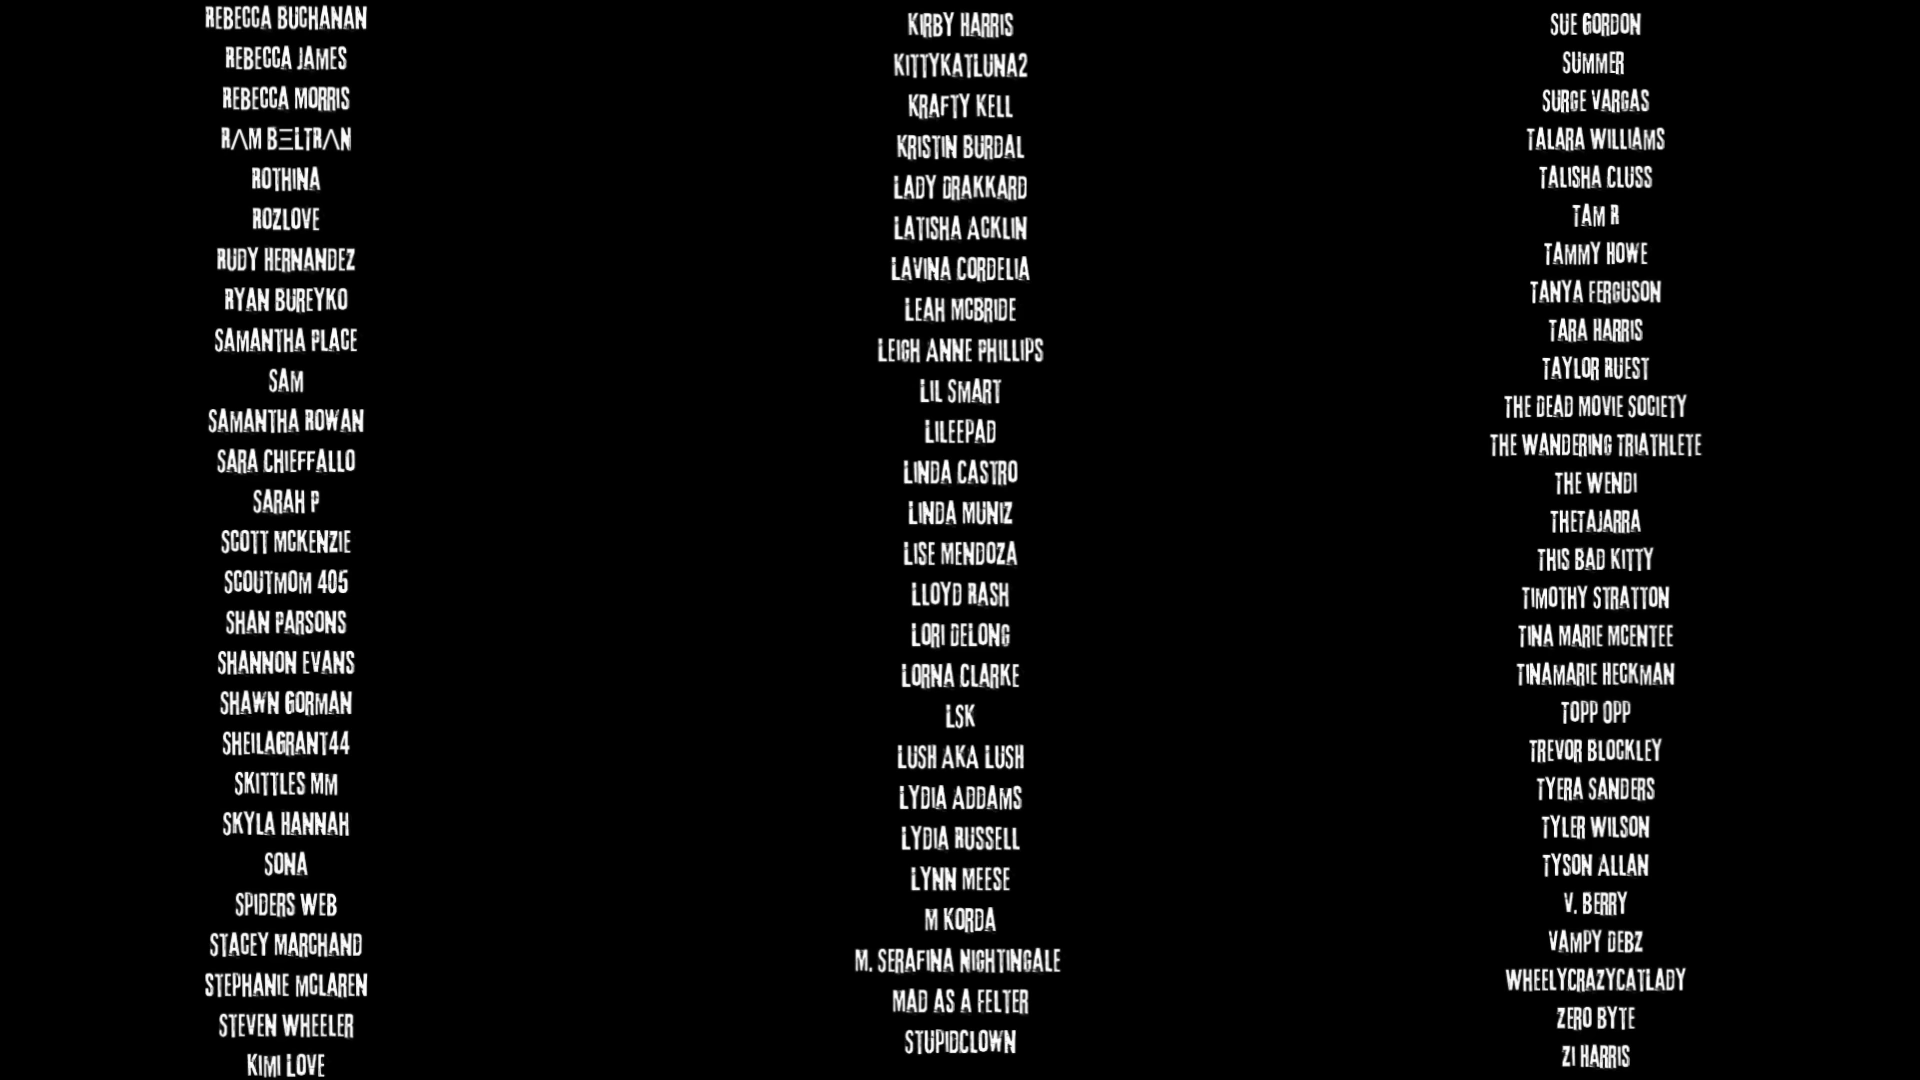 REBECCA BUCHANAN
REBECCA JAMES
REBECCA MORRIS
RΛM BΞLTRΛN
ROTHINA
ROZLOVE
RUDY HERNANDEZ
RYAN BUREYKO
SAMANTHA PLACE
SAM
SAMANTHA ROWAN
SARA CHIEFFALLO
SARAH P
SCOTT MCKENZIE
SCOUTMOM 405
SHAN PARSONS
SHANNON EVANS
SHAWN GORMAN
SHEILAGRANT44
SKITTLES MM
SKYLA HANNAH
SONA
SPIDERS WEB
STACEY MARCHAND
STEPHANIE MCLAREN
STEVEN WHEELER
KIMI LOVE
KIRBY HARRIS
KITTYKATLUNA2
KRAFTY KELL
KRISTIN BURDAL
LADY DRAKKARD
LATISHA ACKLIN
LAVINA CORDELIA
LEAH MCBRIDE
LEIGH ANNE PHILLIPS
LIL SMART
LILEEPAD
LINDA CASTRO
LINDA MUNIZ
LISE MENDOZA
LLOYD RASH
LORI DELONG
LORNA CLARKE
LSK
LUSH AKA LUSH
LYDIA ADDAMS
LYDIA RUSSELL
LYNN MEESE
M KORDA
M. SERAFINA NIGHTINGALE
MAD AS A FELTER
STUPIDCLOWN
SUE GORDON
SUMMER
SURGE VARGAS
TALARA WILLIAMS
TALISHA CLUSS
TAM R
TAMMY HOWE
TANYA FERGUSON
TARA HARRIS
TAYLOR RUEST
THE DEAD MOVIE SOCIETY
THE WANDERING TRIATHLETE
THE WENDI
THETAJARRA
THIS BAD KITTY
TIMOTHY STRATTON
TINA MARIE MCENTEE
TINAMARIE HECKMAN
TOPP OPP
TREVOR BLOCKLEY
TYERA SANDERS
TYLER WILSON
TYSON ALLAN
V. BERRY
VAMPY DEBZ
WHEELYCRAZYCATLADY
ZERO BYTE
ZI HARRIS